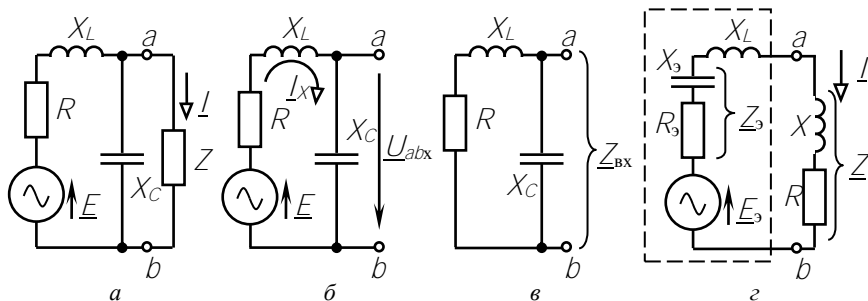 X_L
a
R
I
Z
X_C
E
b
а
X_L
a
I_X
R
X_C
U_abx
E
b
б
X_L
a
R
Z_вх
X_C
b
в
X_L
a
X_э
I
R_э
Z_э
X
Z
E_э
R
b
г